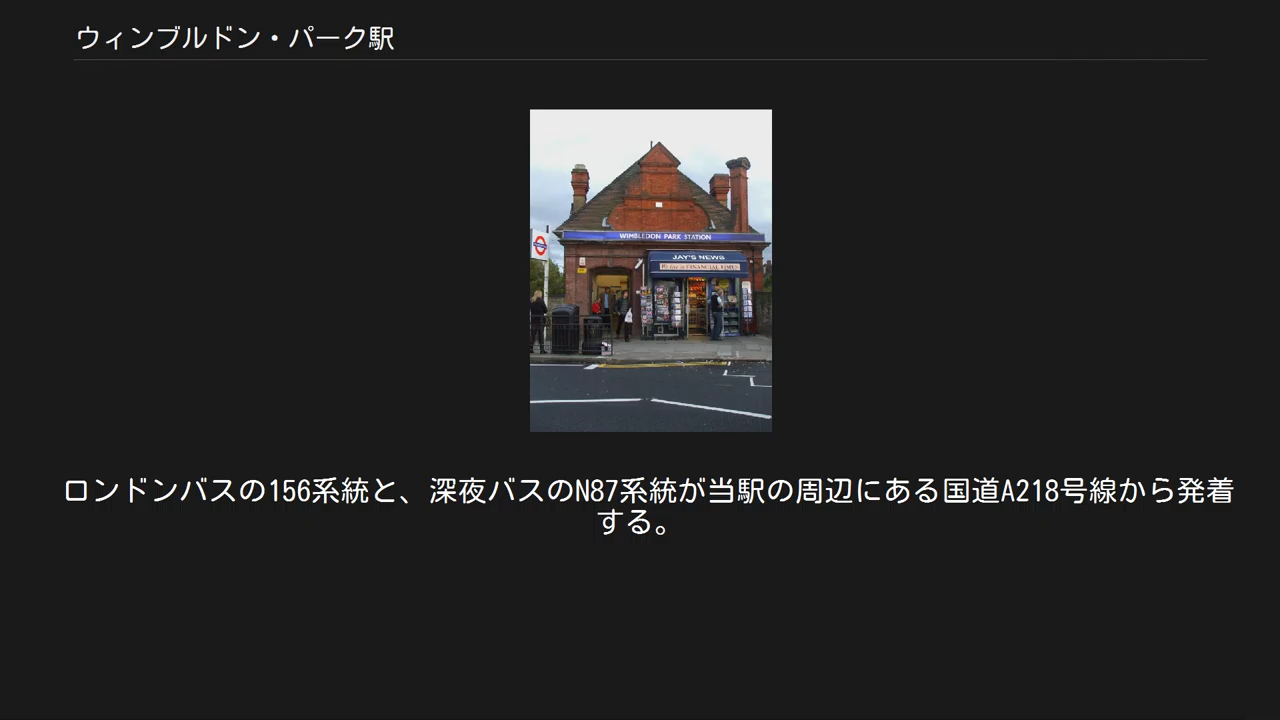 ウィンブルドン・パーク駅
WIMBLEDON PARK STATION
JAY'S NEWS
FINANCIAL TIMES
ロンドンバスの156系統と、深夜バスのN87系統が当駅の周辺にある国道A218号線から発着
する。